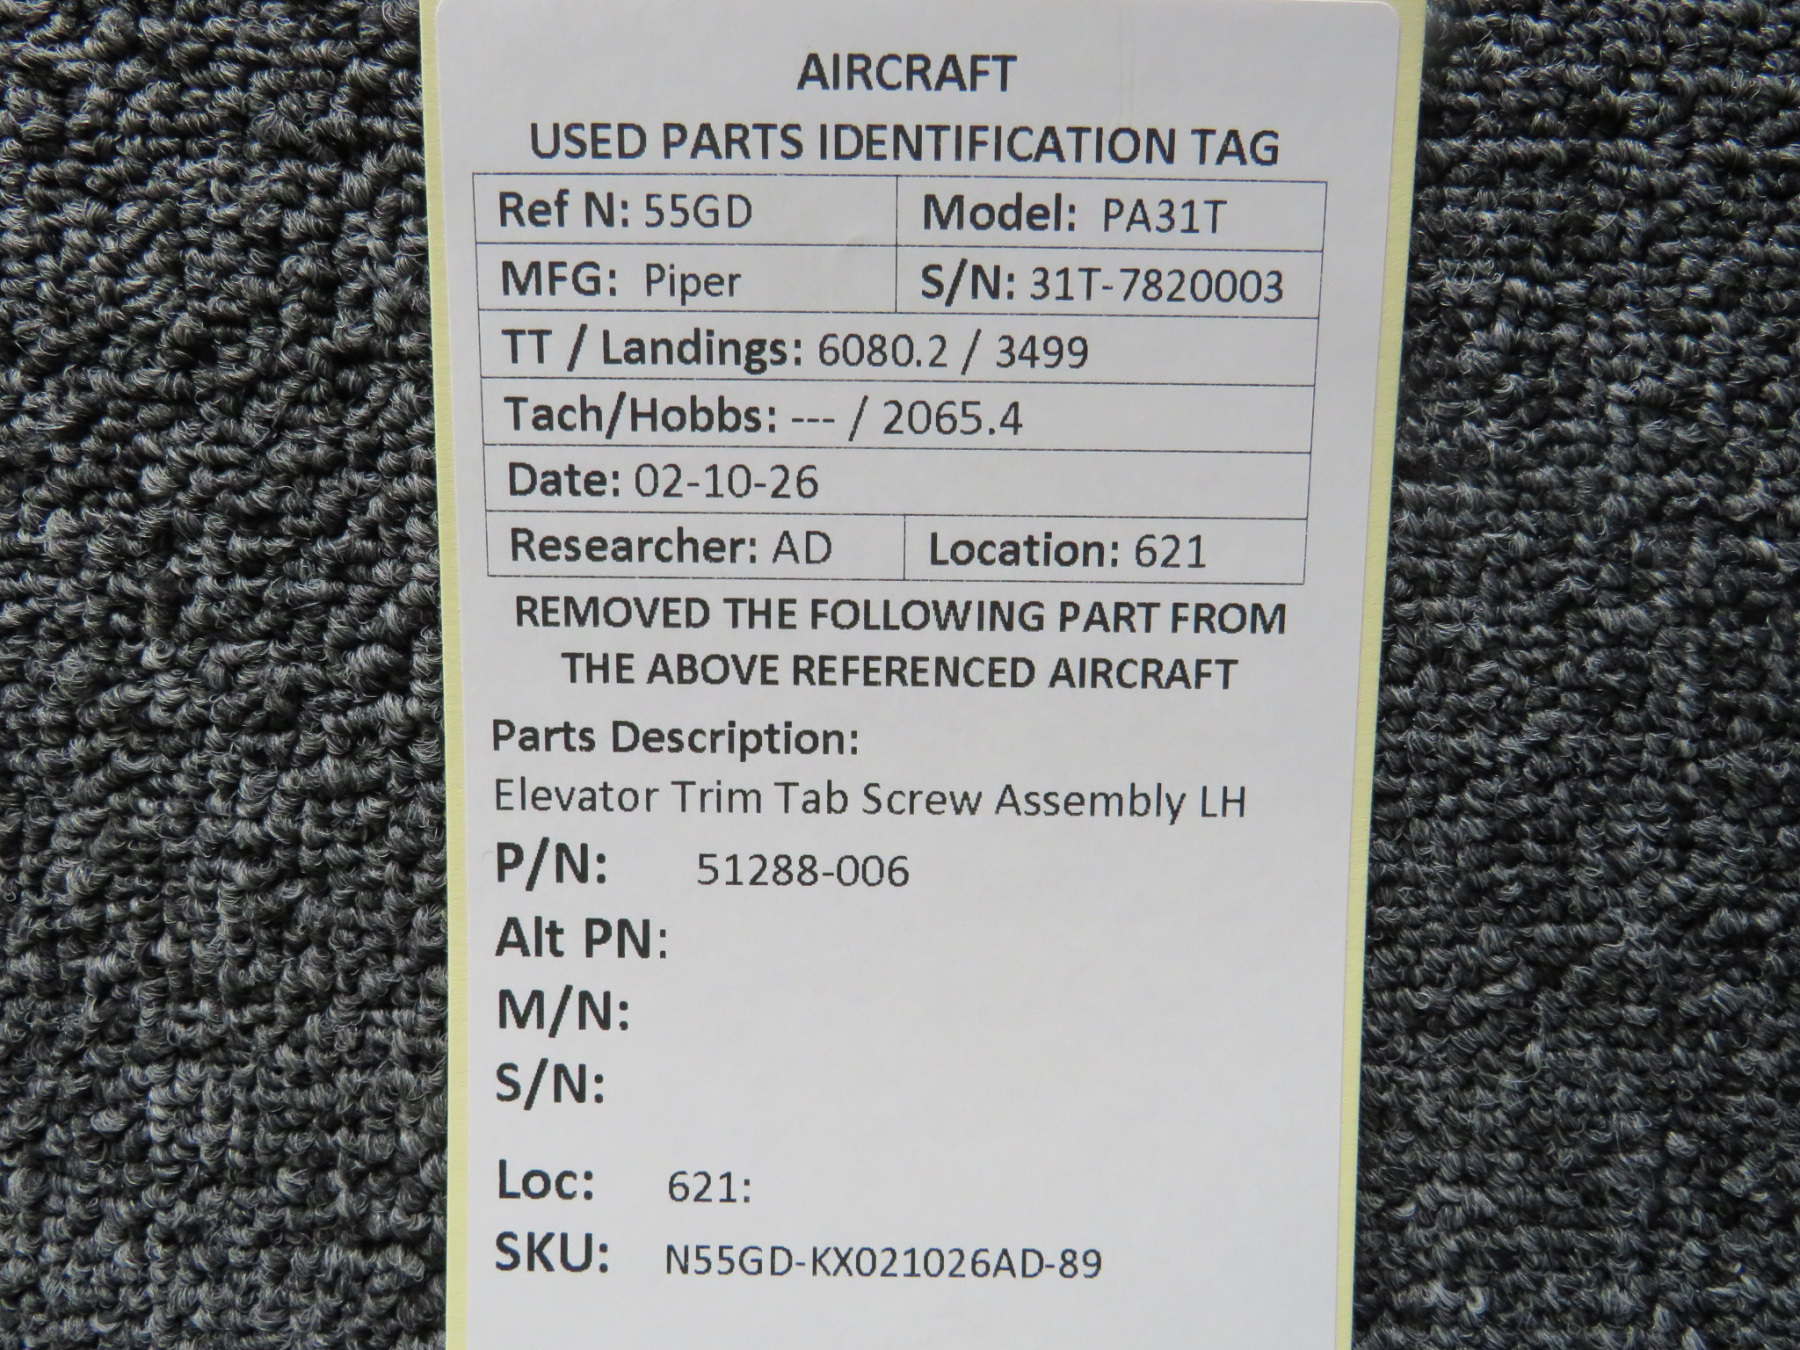 AIRCRAFT
USED PARTS IDENTIFICATION TAG
Ref N: 55GD Model: PA31T
MFG: Piper S/N: 31T-7820003
TT / Landings: 6080.2 / 3499
Tach/Hobbs: --- / 2065.4
Date: 02-10-26
Researcher: AD Location: 621
REMOVED THE FOLLOWING PART FROM
THE ABOVE REFERENCED AIRCRAFT
Parts Description:
Elevator Trim Tab Screw Assembly LH
P/N: 51288-006
Alt PN:
M/N:
S/N:
Loc: 621:
SKU: N55GD-KX021026AD-89